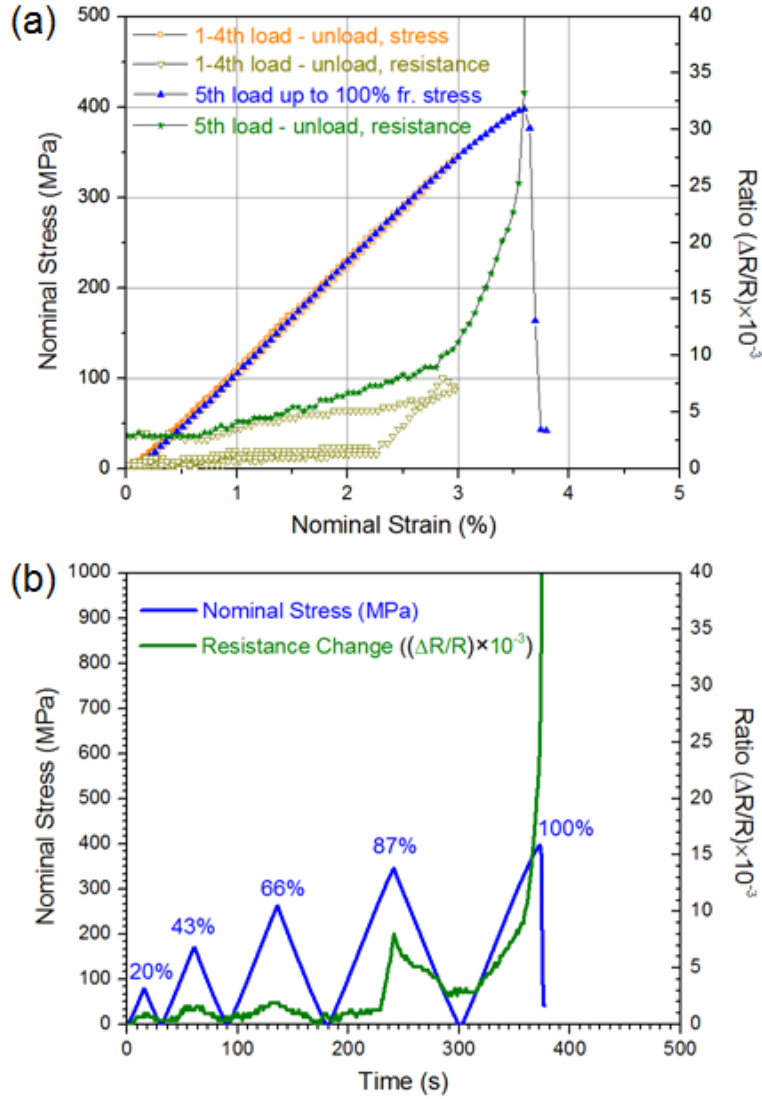 (a)
500
400
300
200
100
0
Nominal Stress (MPa)
1-4th load - unload, stress
1-4th load - unload, resistance
5th load up to 100% fr. stress
5th load - unload, resistance
40
35
30
25
20
15
10
5
0
Ratio (ΔR/R)×10⁻³
0 1 2 3 4 5
Nominal Strain (%)
(b)
1000
900
800
700
600
500
400
300
200
100
0
Nominal Stress (MPa)
Nominal Stress (MPa)
Resistance Change ((ΔR/R)×10⁻³)
20%
43%
66%
87%
100%
40
35
30
25
20
15
10
5
0
Ratio (ΔR/R)×10⁻³
0 100 200 300 400 500
Time (s)